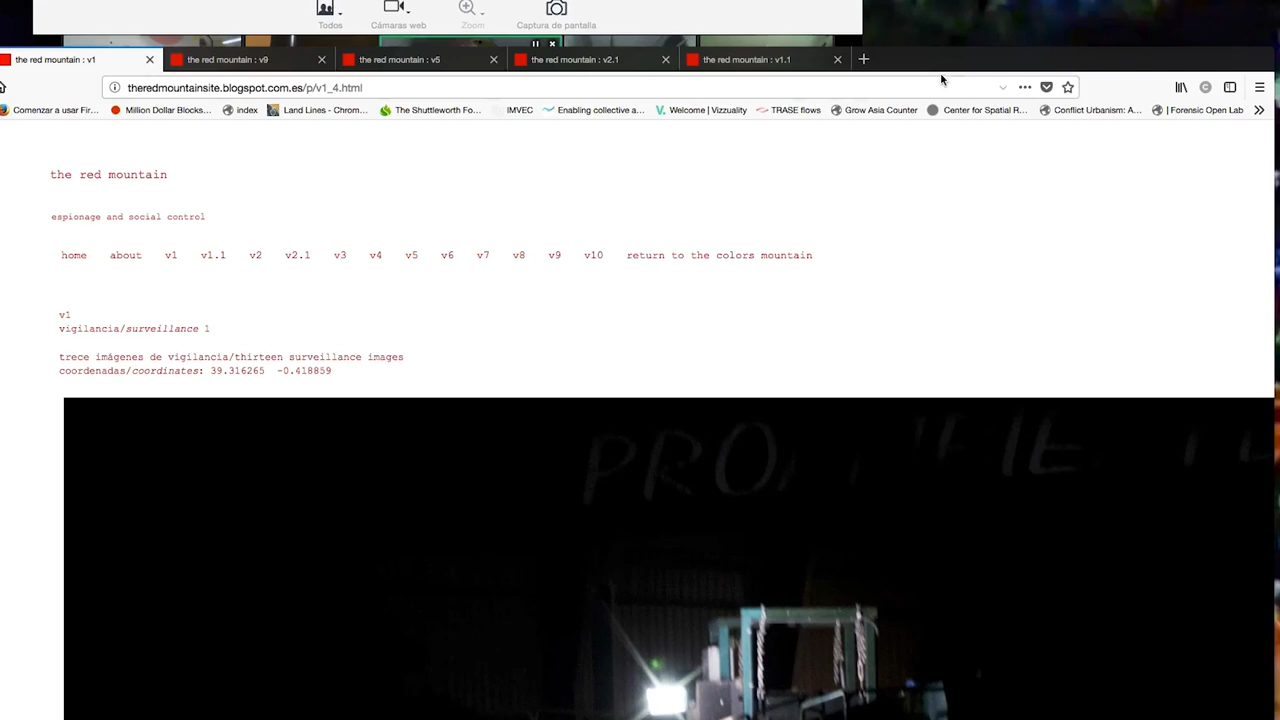 Todos Cámaras web Zoom Captura de pantalla
the red mountain : v1 the red mountain : v9 the red mountain : v5 the red mountain : v2.1 the red mountain : v1.1
theredmountainsite.blogspot.com.es/p/v1_4.html
Comenzar a usar Fir... Million Dollar Blocks... index Land Lines - Chrom... The Shuttleworth Fo... IMVEC Enabling collective a... Welcome | Vizzuality TRASE flows Grow Asia Counter Center for Spatial R... Conflict Urbanism: A... | Forensic Open Lab
the red mountain
espionage and social control
home about v1 v1.1 v2 v2.1 v3 v4 v5 v6 v7 v8 v9 v10 return to the colors mountain
v1
vigilancia/surveillance 1
trece imágenes de vigilancia/thirteen surveillance images
coordenadas/coordinates: 39.316265 -0.418859